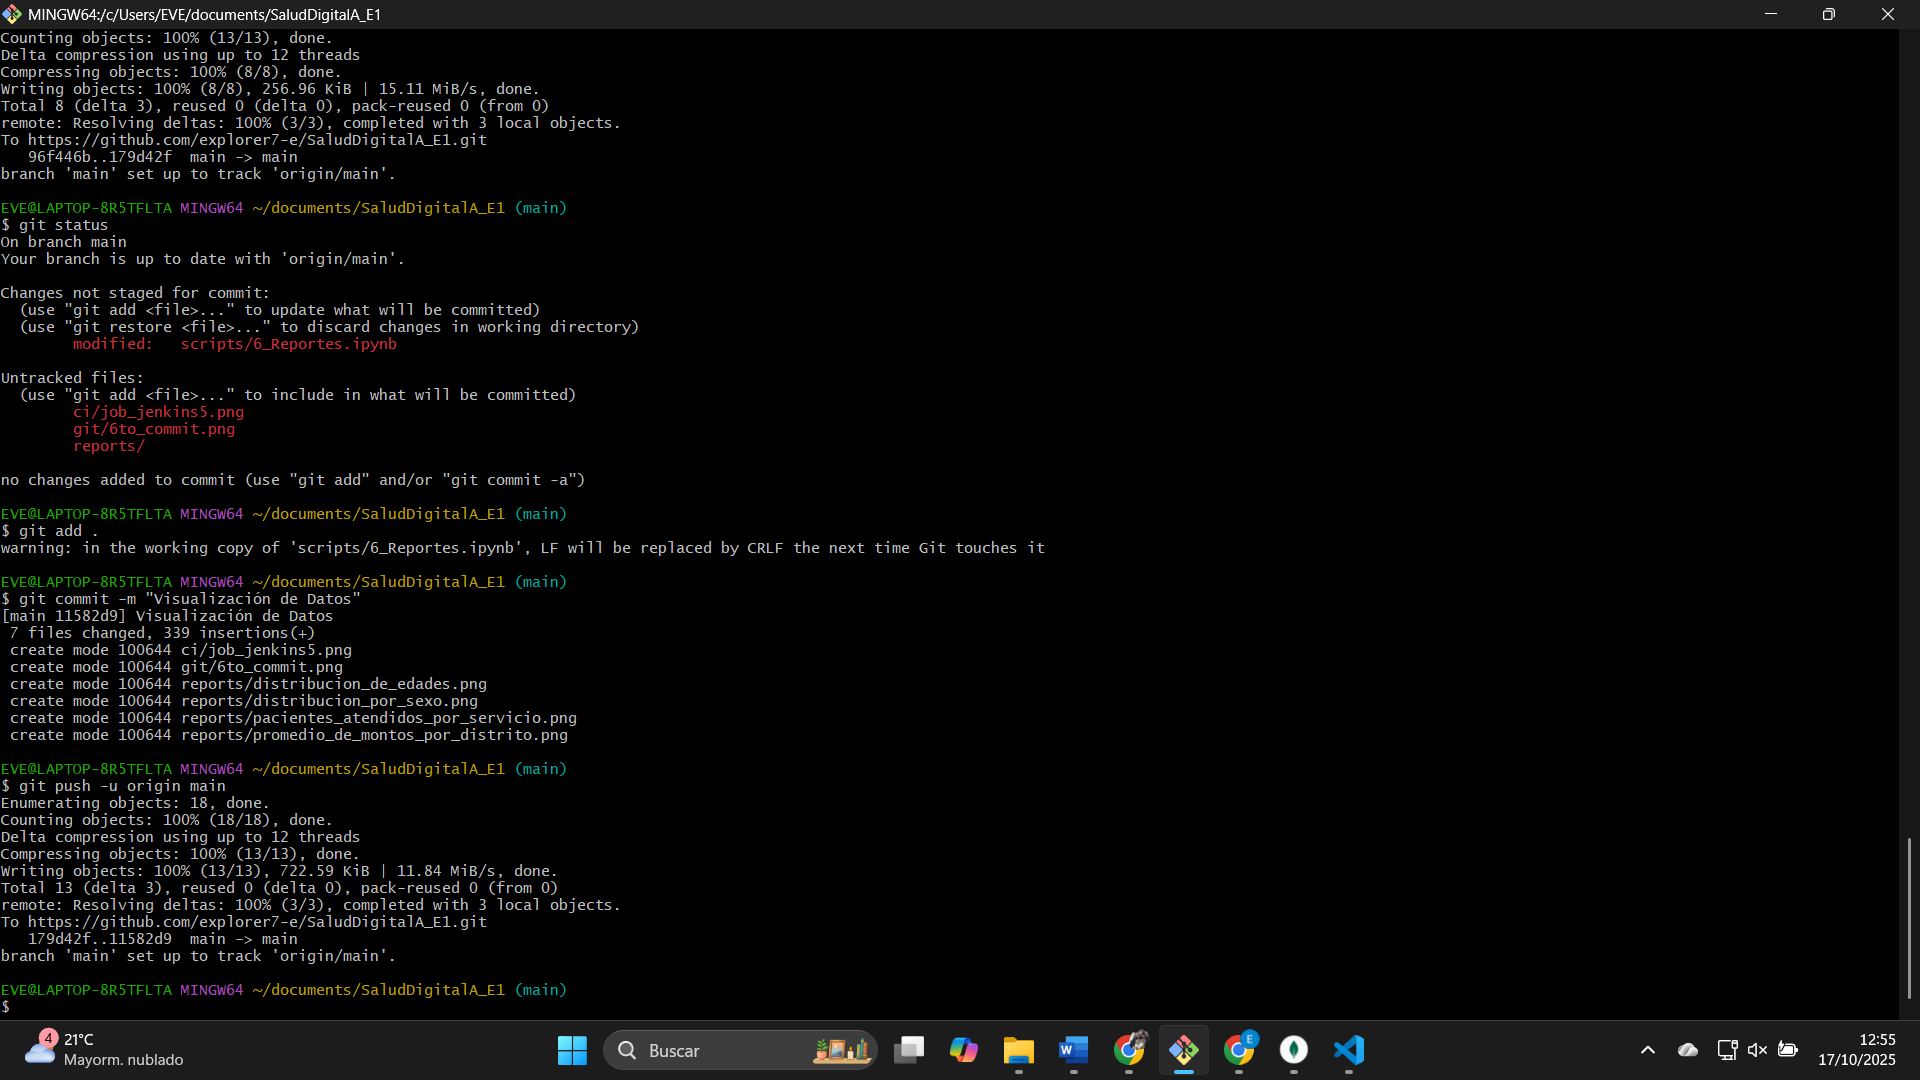 MINGW64:/c/Users/EVE/documents/SaludDigitalA_E1
Counting objects: 100% (13/13), done.
Delta compression using up to 12 threads
Compressing objects: 100% (8/8), done.
Writing objects: 100% (8/8), 256.96 KiB | 15.11 MiB/s, done.
Total 8 (delta 3), reused 0 (delta 0), pack-reused 0 (from 0)
remote: Resolving deltas: 100% (3/3), completed with 3 local objects.
To https://github.com/explorer7-e/SaludDigitalA_E1.git
   96f446b..179d42f  main -> main
branch 'main' set up to track 'origin/main'.
EVE@LAPTOP-8R5TFLTA MINGW64 ~/documents/SaludDigitalA_E1 (main)
$ git status
On branch main
Your branch is up to date with 'origin/main'.
Changes not staged for commit:
  (use "git add <file>..." to update what will be committed)
  (use "git restore <file>..." to discard changes in working directory)
        modified:   scripts/6_Reportes.ipynb
Untracked files:
  (use "git add <file>..." to include in what will be committed)
        ci/job_jenkins5.png
        git/6to_commit.png
        reports/
no changes added to commit (use "git add" and/or "git commit -a")
EVE@LAPTOP-8R5TFLTA MINGW64 ~/documents/SaludDigitalA_E1 (main)
$ git add .
warning: in the working copy of 'scripts/6_Reportes.ipynb', LF will be replaced by CRLF the next time Git touches it
EVE@LAPTOP-8R5TFLTA MINGW64 ~/documents/SaludDigitalA_E1 (main)
$ git commit -m "Visualización de Datos"
[main 11582d9] Visualización de Datos
 7 files changed, 339 insertions(+)
 create mode 100644 ci/job_jenkins5.png
 create mode 100644 git/6to_commit.png
 create mode 100644 reports/distribucion_de_edades.png
 create mode 100644 reports/distribucion_por_sexo.png
 create mode 100644 reports/pacientes_atendidos_por_servicio.png
 create mode 100644 reports/promedio_de_montos_por_distrito.png
EVE@LAPTOP-8R5TFLTA MINGW64 ~/documents/SaludDigitalA_E1 (main)
$ git push -u origin main
Enumerating objects: 18, done.
Counting objects: 100% (18/18), done.
Delta compression using up to 12 threads
Compressing objects: 100% (13/13), done.
Writing objects: 100% (13/13), 722.59 KiB | 11.84 MiB/s, done.
Total 13 (delta 3), reused 0 (delta 0), pack-reused 0 (from 0)
remote: Resolving deltas: 100% (3/3), completed with 3 local objects.
To https://github.com/explorer7-e/SaludDigitalA_E1.git
   179d42f..11582d9  main -> main
branch 'main' set up to track 'origin/main'.
EVE@LAPTOP-8R5TFLTA MINGW64 ~/documents/SaludDigitalA_E1 (main)
$
4
21°C
Mayorm. nublado
Buscar
W
E
12:55
17/10/2025